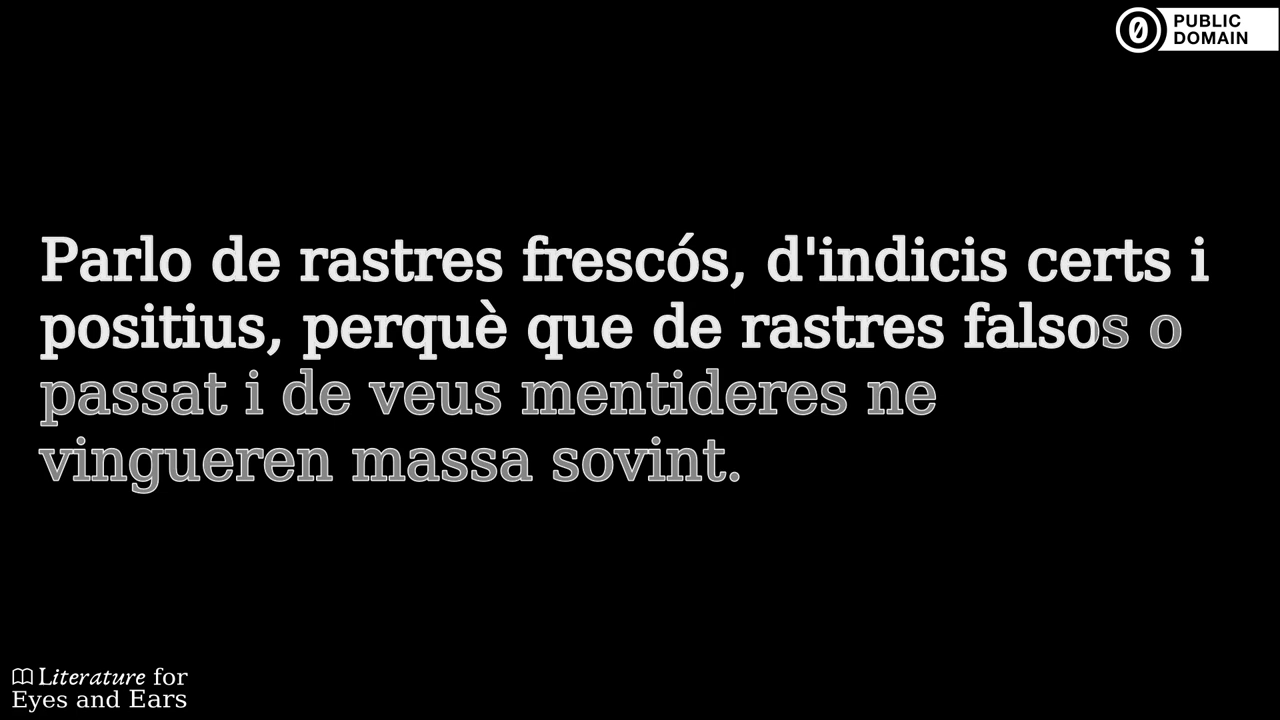 PUBLIC
DOMAIN
Parlo de rastres frescós, d'indicis certs i
positius, perquè que de rastres falsos o
passat i de veus mentideres ne
vingueren massa sovint.
Literature for
Eyes and Ears